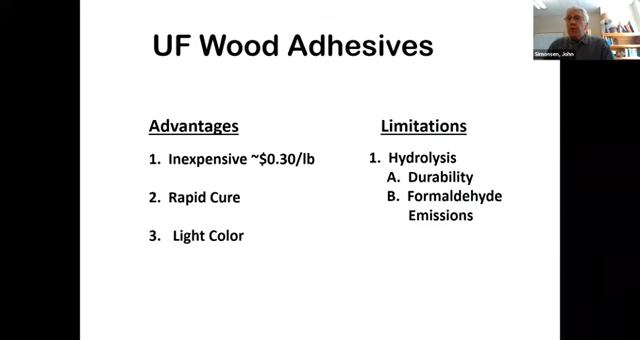 UF Wood Adhesives
Simonsen, John
Advantages
1. Inexpensive ~$0.30/lb
2. Rapid Cure
3. Light Color
Limitations
1. Hydrolysis
A. Durability
B. Formaldehyde
Emissions